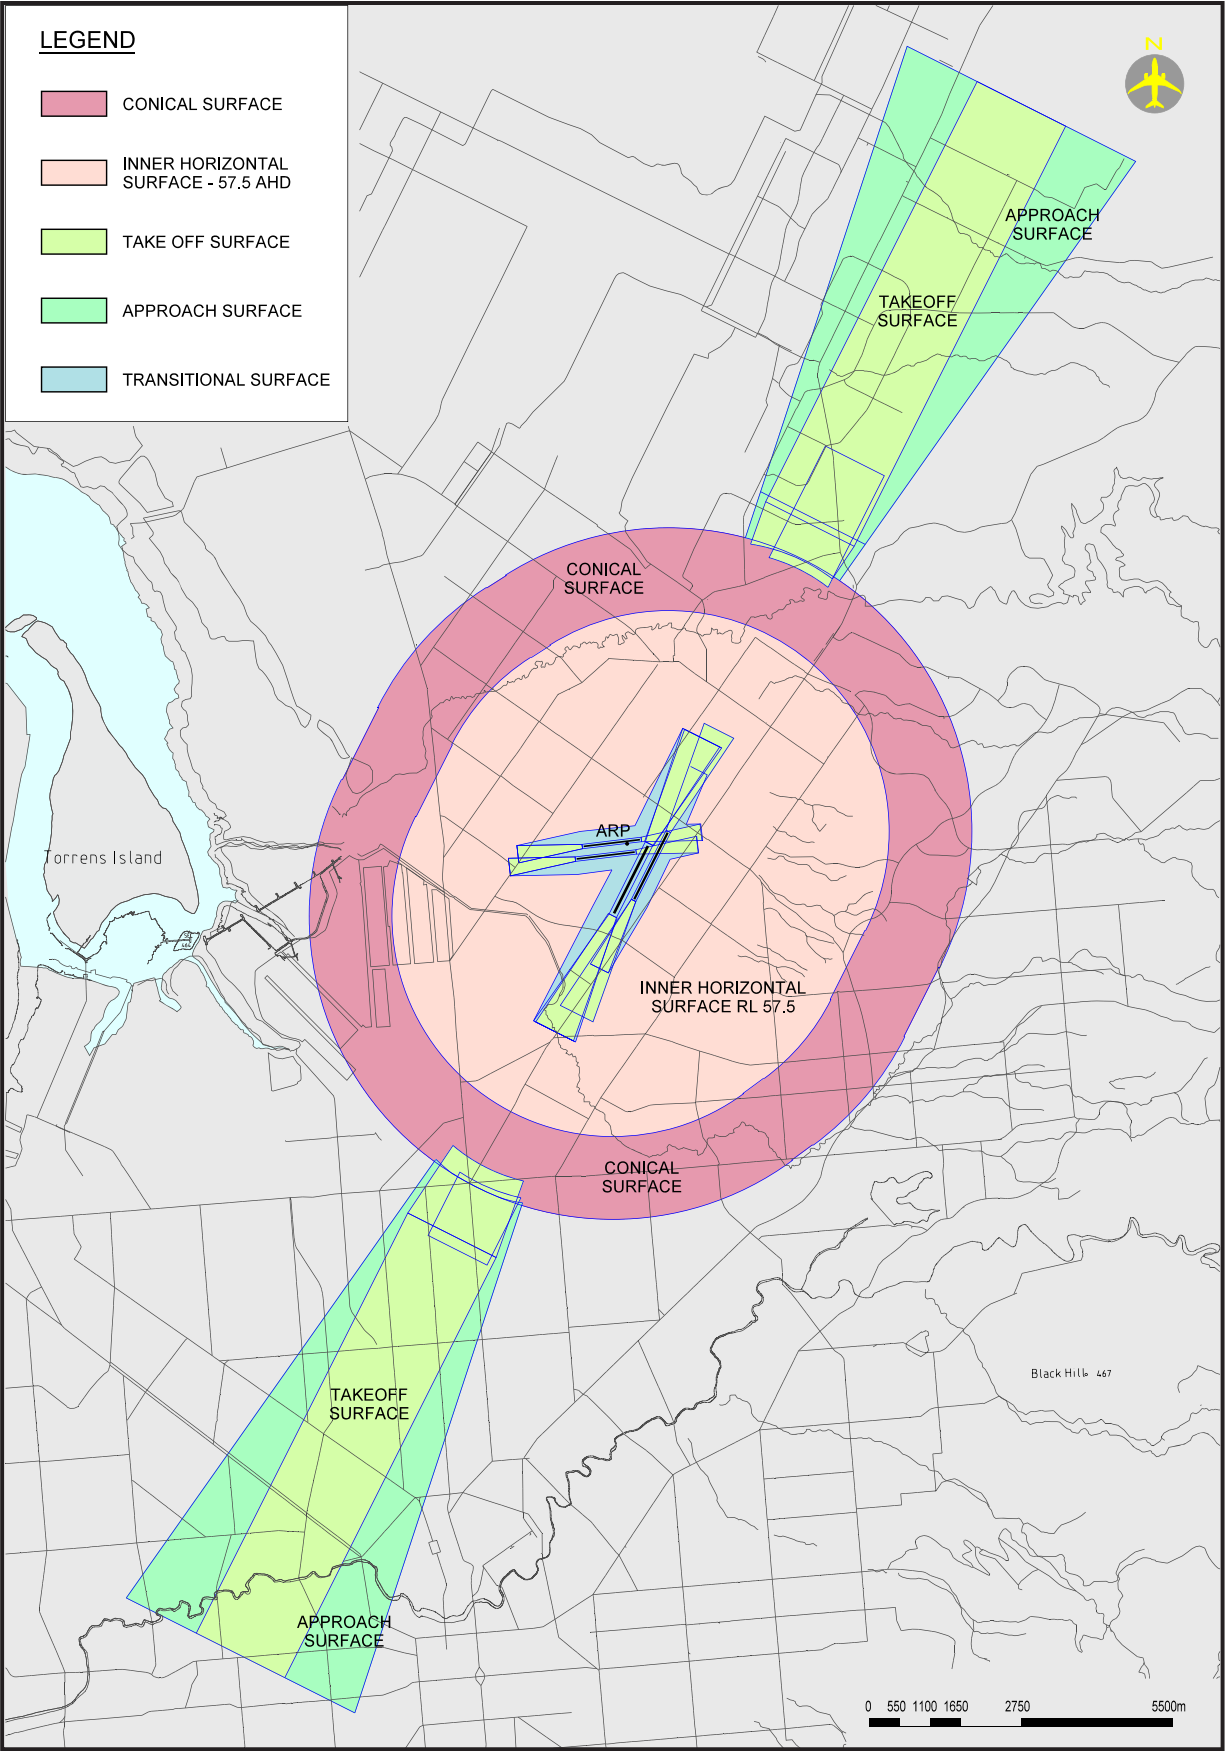 LEGEND
CONICAL SURFACE
INNER HORIZONTAL
SURFACE - 57.5 AHD
TAKE OFF SURFACE
APPROACH SURFACE
TRANSITIONAL SURFACE
N
APPROACH
SURFACE
TAKEOFF
SURFACE
CONICAL
SURFACE
ARP
Torrens Island
INNER HORIZONTAL
SURFACE RL 57.5
CONICAL
SURFACE
TAKEOFF
SURFACE
Black Hill 467
APPROACH
SURFACE
0 550 1100 1650 2750 5500m